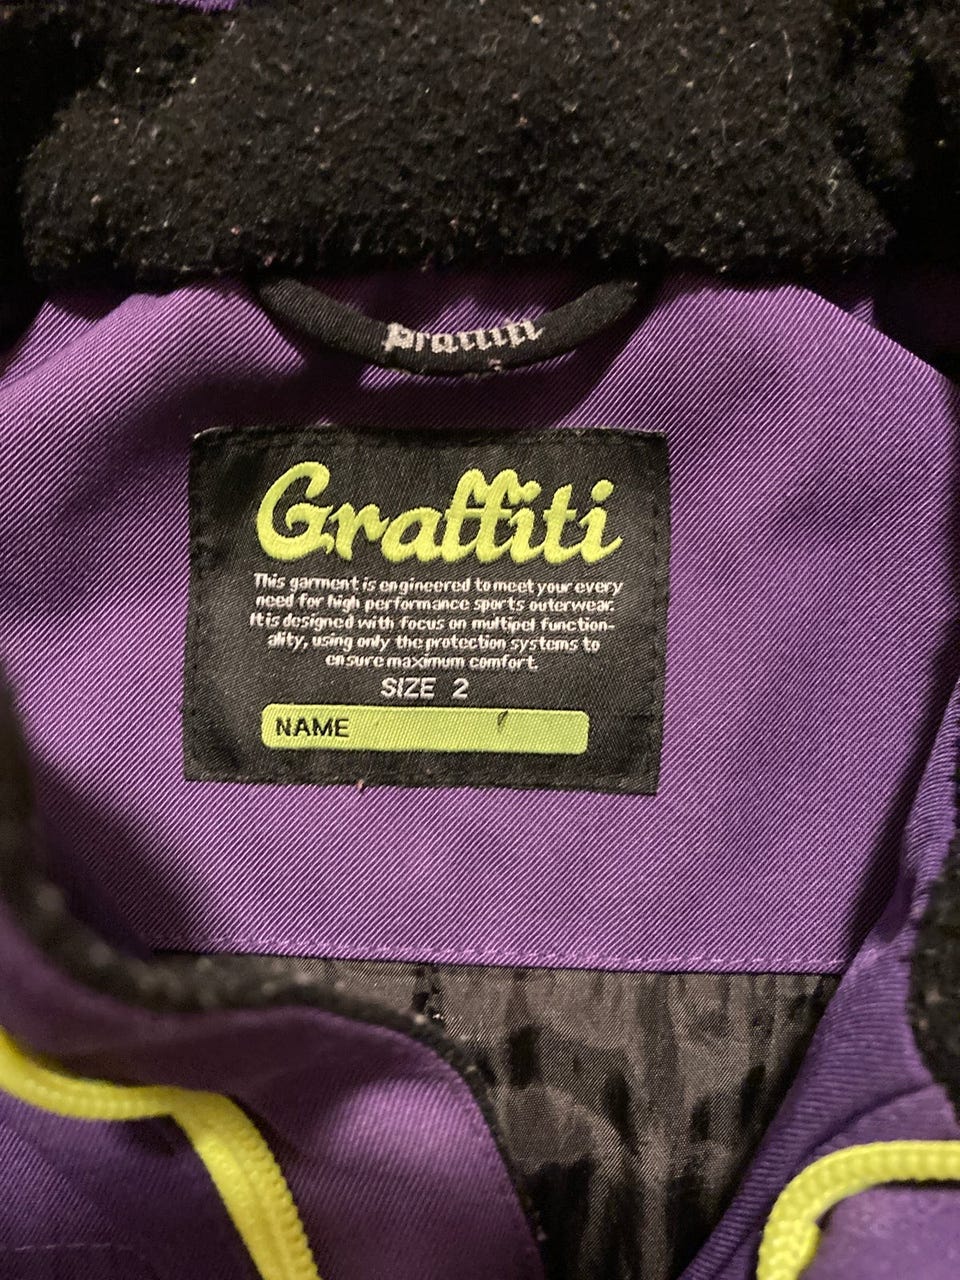 Graffiti
Graffiti
This garment is engineered to meet your every
need for high performance sports outerwear.
It is designed with focus on multipel function-
ality, using only the protection systems to
ensure maximum comfort.
SIZE 2
NAME